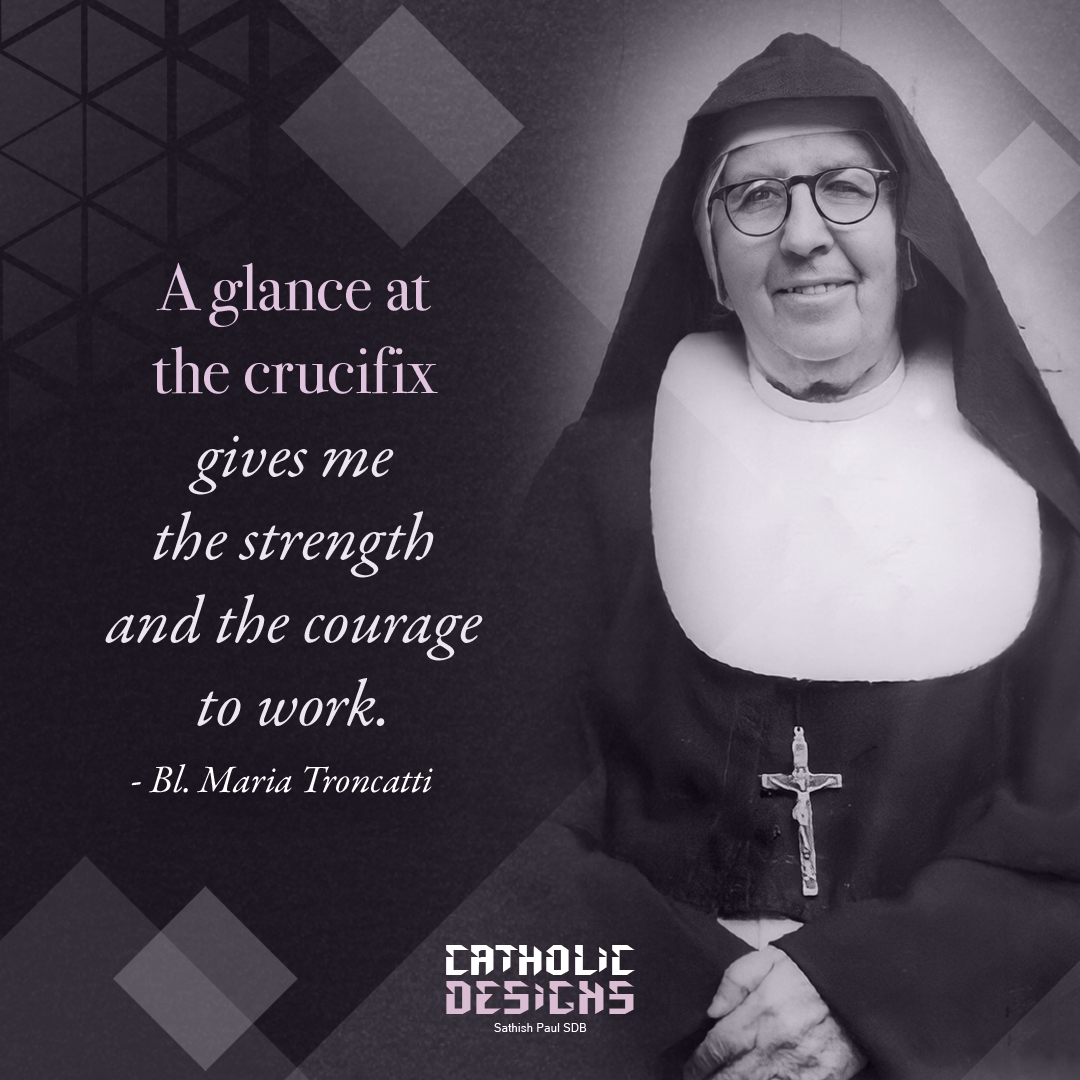 A glance at
the crucifix
gives me
the strength
and the courage
to work.
- Bl. Maria Troncatti
CATHOLIC
DESIGNS
Sathish Paul SDB